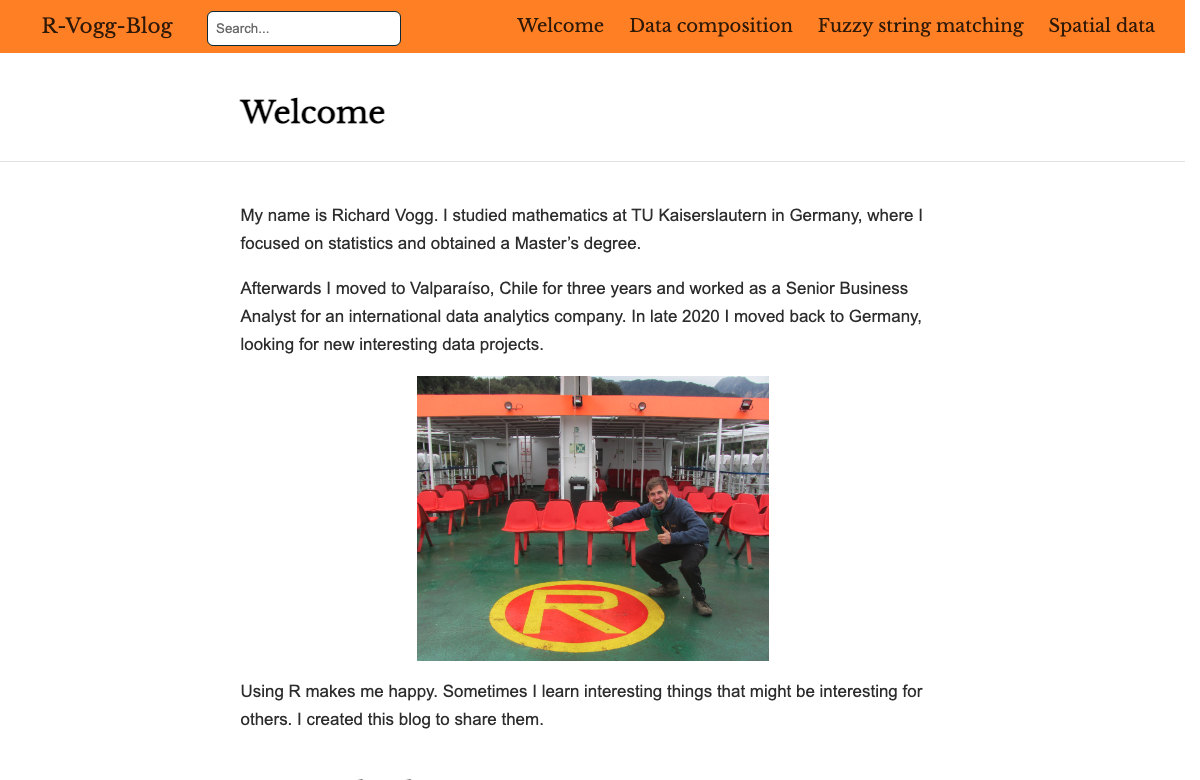 R-Vogg-Blog
Search...
Welcome
Data composition
Fuzzy string matching
Spatial data
Welcome
My name is Richard Vogg. I studied mathematics at TU Kaiserslautern in Germany, where I
focused on statistics and obtained a Master’s degree.
Afterwards I moved to Valparaíso, Chile for three years and worked as a Senior Business
Analyst for an international data analytics company. In late 2020 I moved back to Germany,
looking for new interesting data projects.
R
Using R makes me happy. Sometimes I learn interesting things that might be interesting for
others. I created this blog to share them.